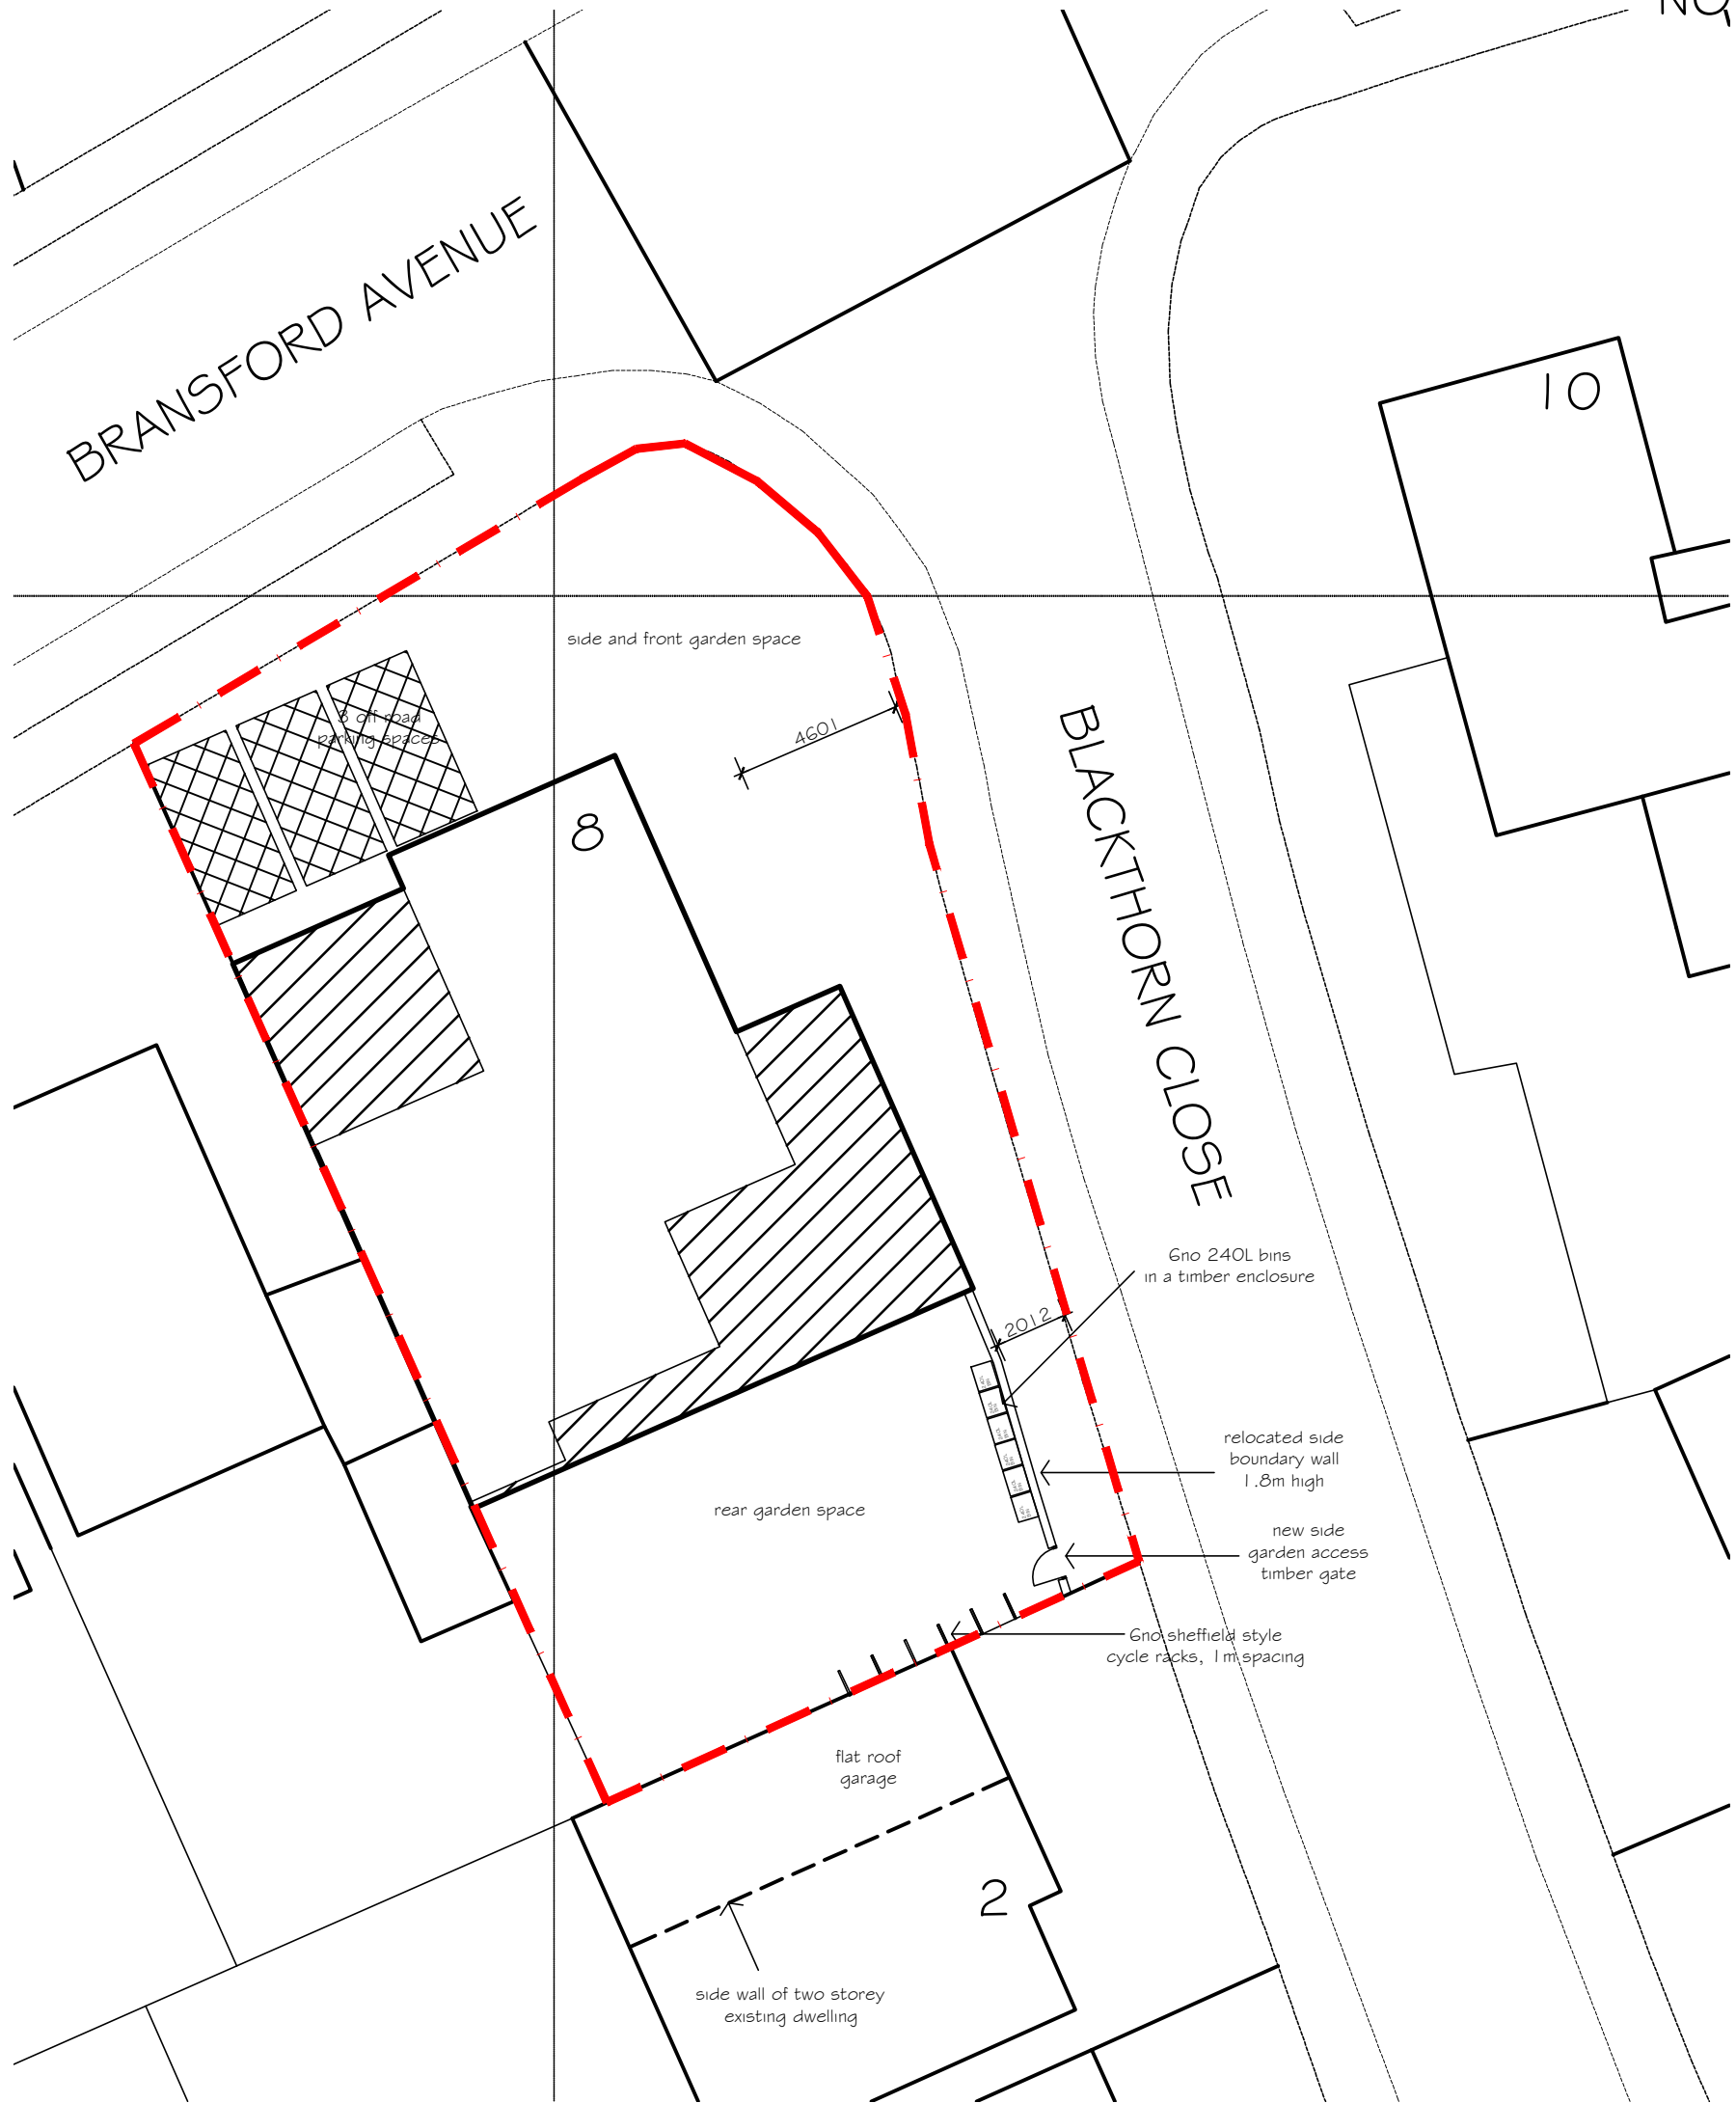 NO
BRANSFORD AVENUE
10
side and front garden space
3 off road
parking spaces
4601
8
BLACKTHORN CLOSE
6no 240L bins
in a timber enclosure
2012
relocated side
boundary wall
1.8m high
rear garden space
new side
garden access
timber gate
6no sheffield style
cycle racks, 1m spacing
flat roof
garage
2
side wall of two storey
existing dwelling